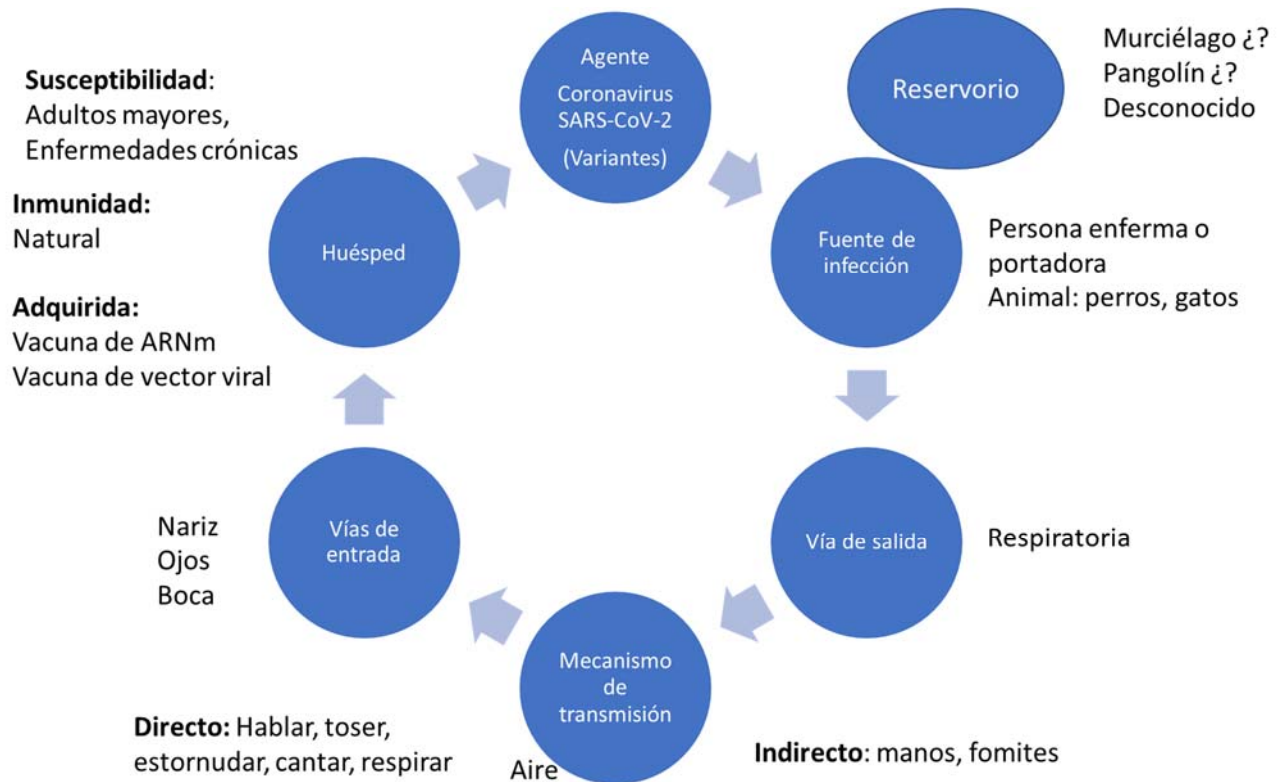 Agente
Coronavirus
SARS-CoV-2
(Variantes)
Reservorio
Murciélago ¿?
Pangolín ¿?
Desconocido
Fuente de
infección
Persona enferma o
portadora
Animal: perros, gatos
Vía de salida
Respiratoria
Mecanismo
de
transmisión
Indirecto: manos, fomites
Aire
Directo: Hablar, toser,
estornudar, cantar, respirar
Vías de
entrada
Nariz
Ojos
Boca
Huésped
Susceptibilidad:
Adultos mayores,
Enfermedades crónicas
Inmunidad:
Natural
Adquirida:
Vacuna de ARNm
Vacuna de vector viral